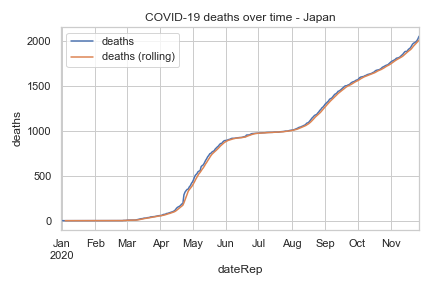 COVID-19 deaths over time - Japan
deaths
deaths (rolling)
2000
1500
1000
500
0
deaths
Jan Feb Mar Apr May Jun Jul Aug Sep Oct Nov
2020
dateRep